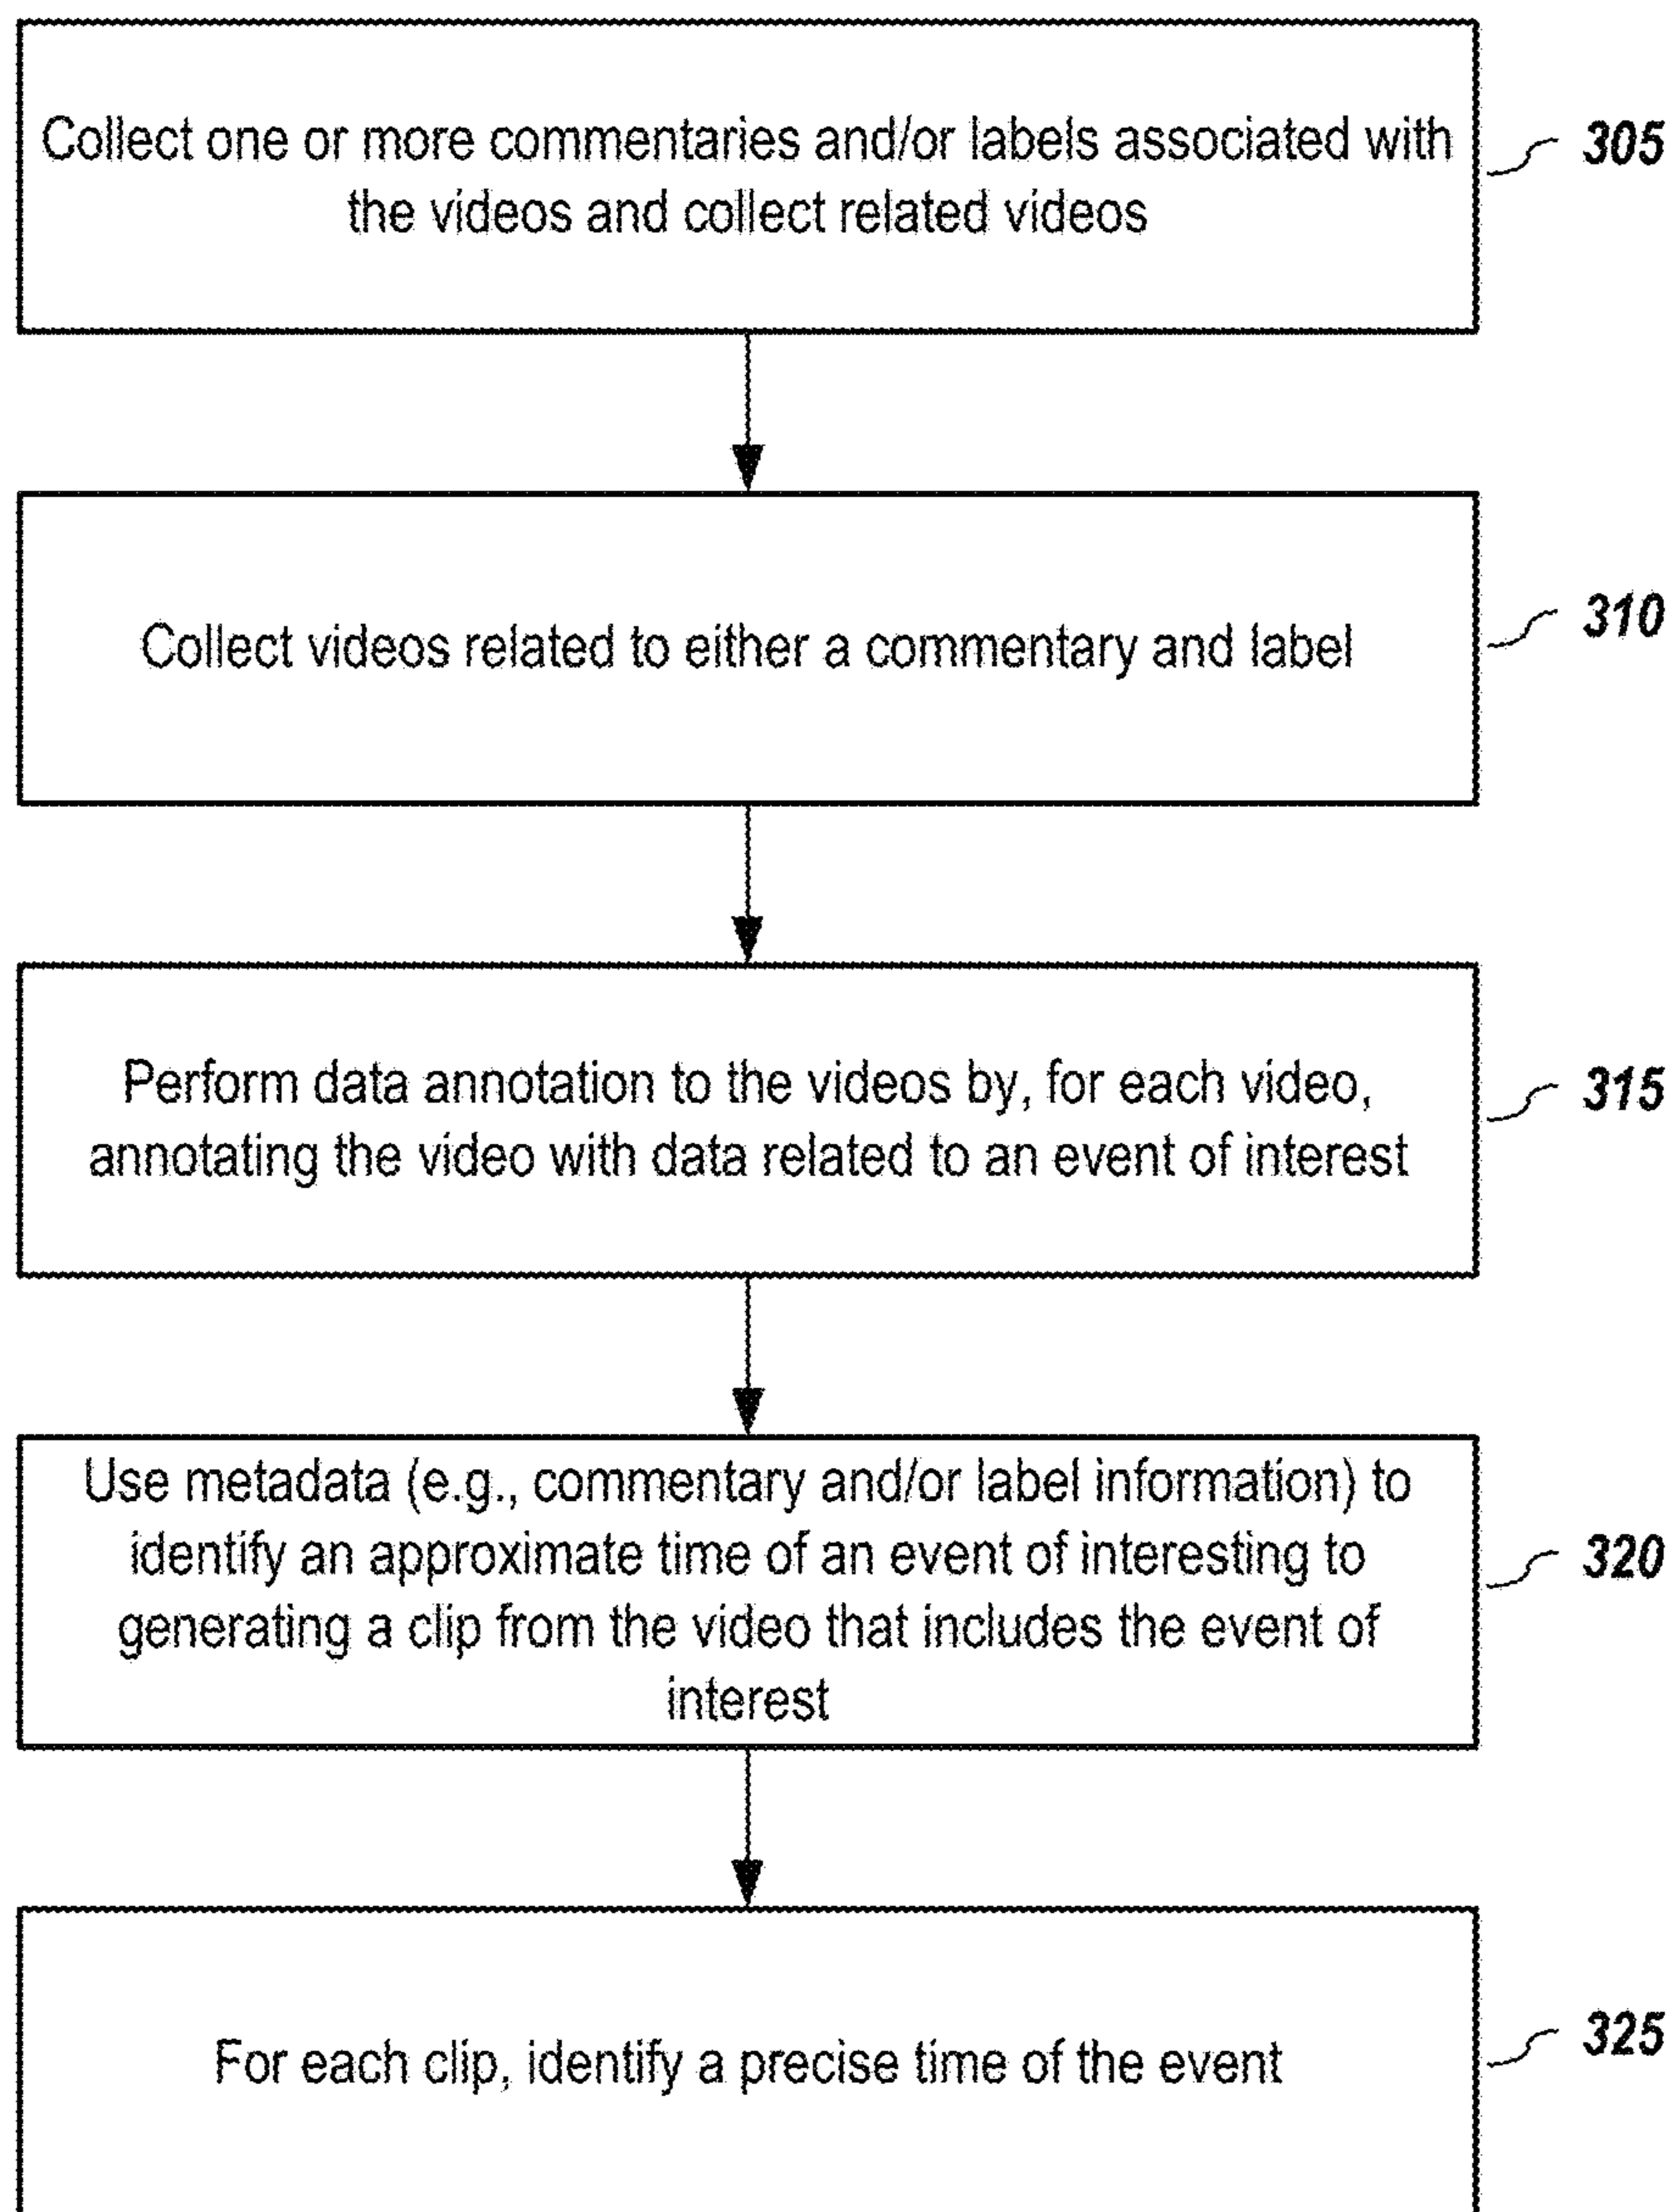 Collect one or more commentaries and/or labels associated with
the videos and collect related videos
305
Collect videos related to either a commentary and label
310
Perform data annotation to the videos by, for each video,
annotating the video with data related to an event of interest
315
Use metadata (e.g., commentary and/or label information) to
identify an approximate time of an event of interesting to
generating a clip from the video that includes the event of
interest
320
For each clip, identify a precise time of the event
325